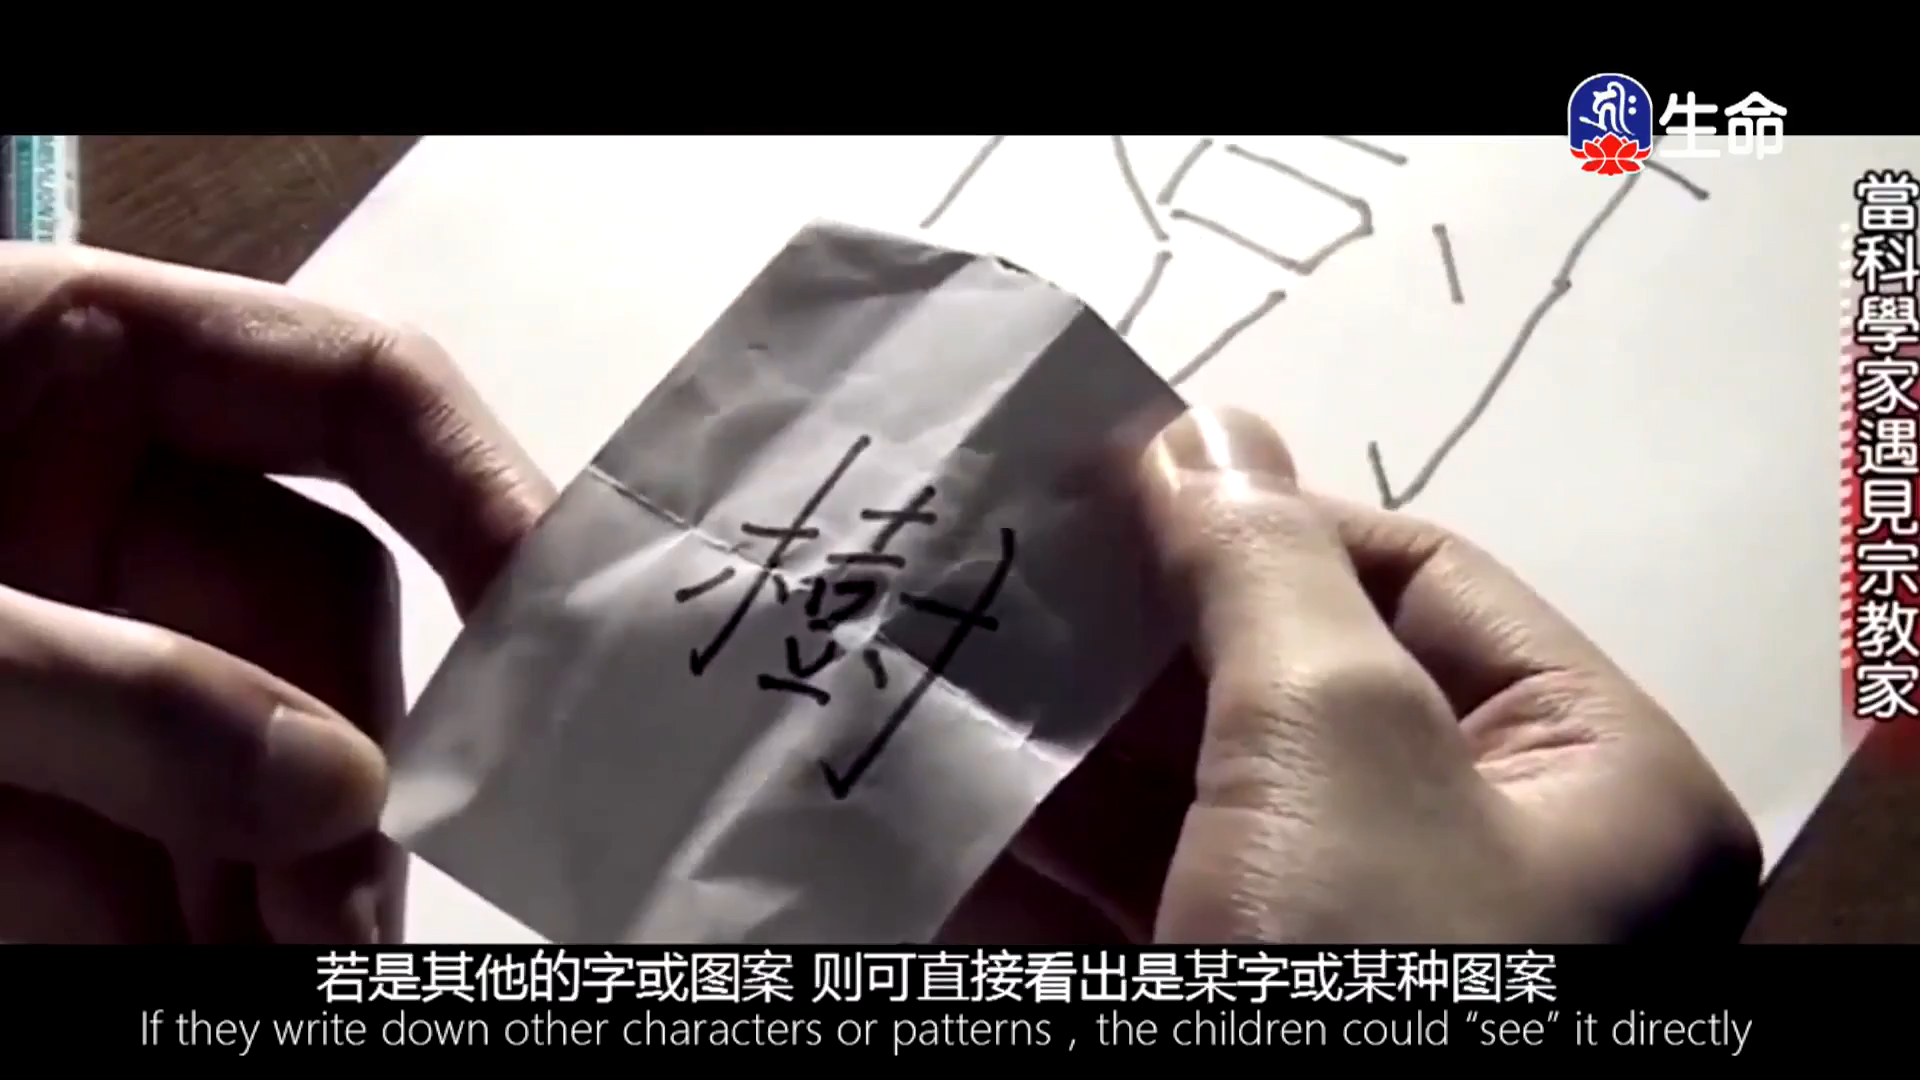 生命
當科學家遇見宗教家
樹
若是其他的字或图案 则可直接看出是某字或某种图案
If they write down other characters or patterns , the children could “see” it directly